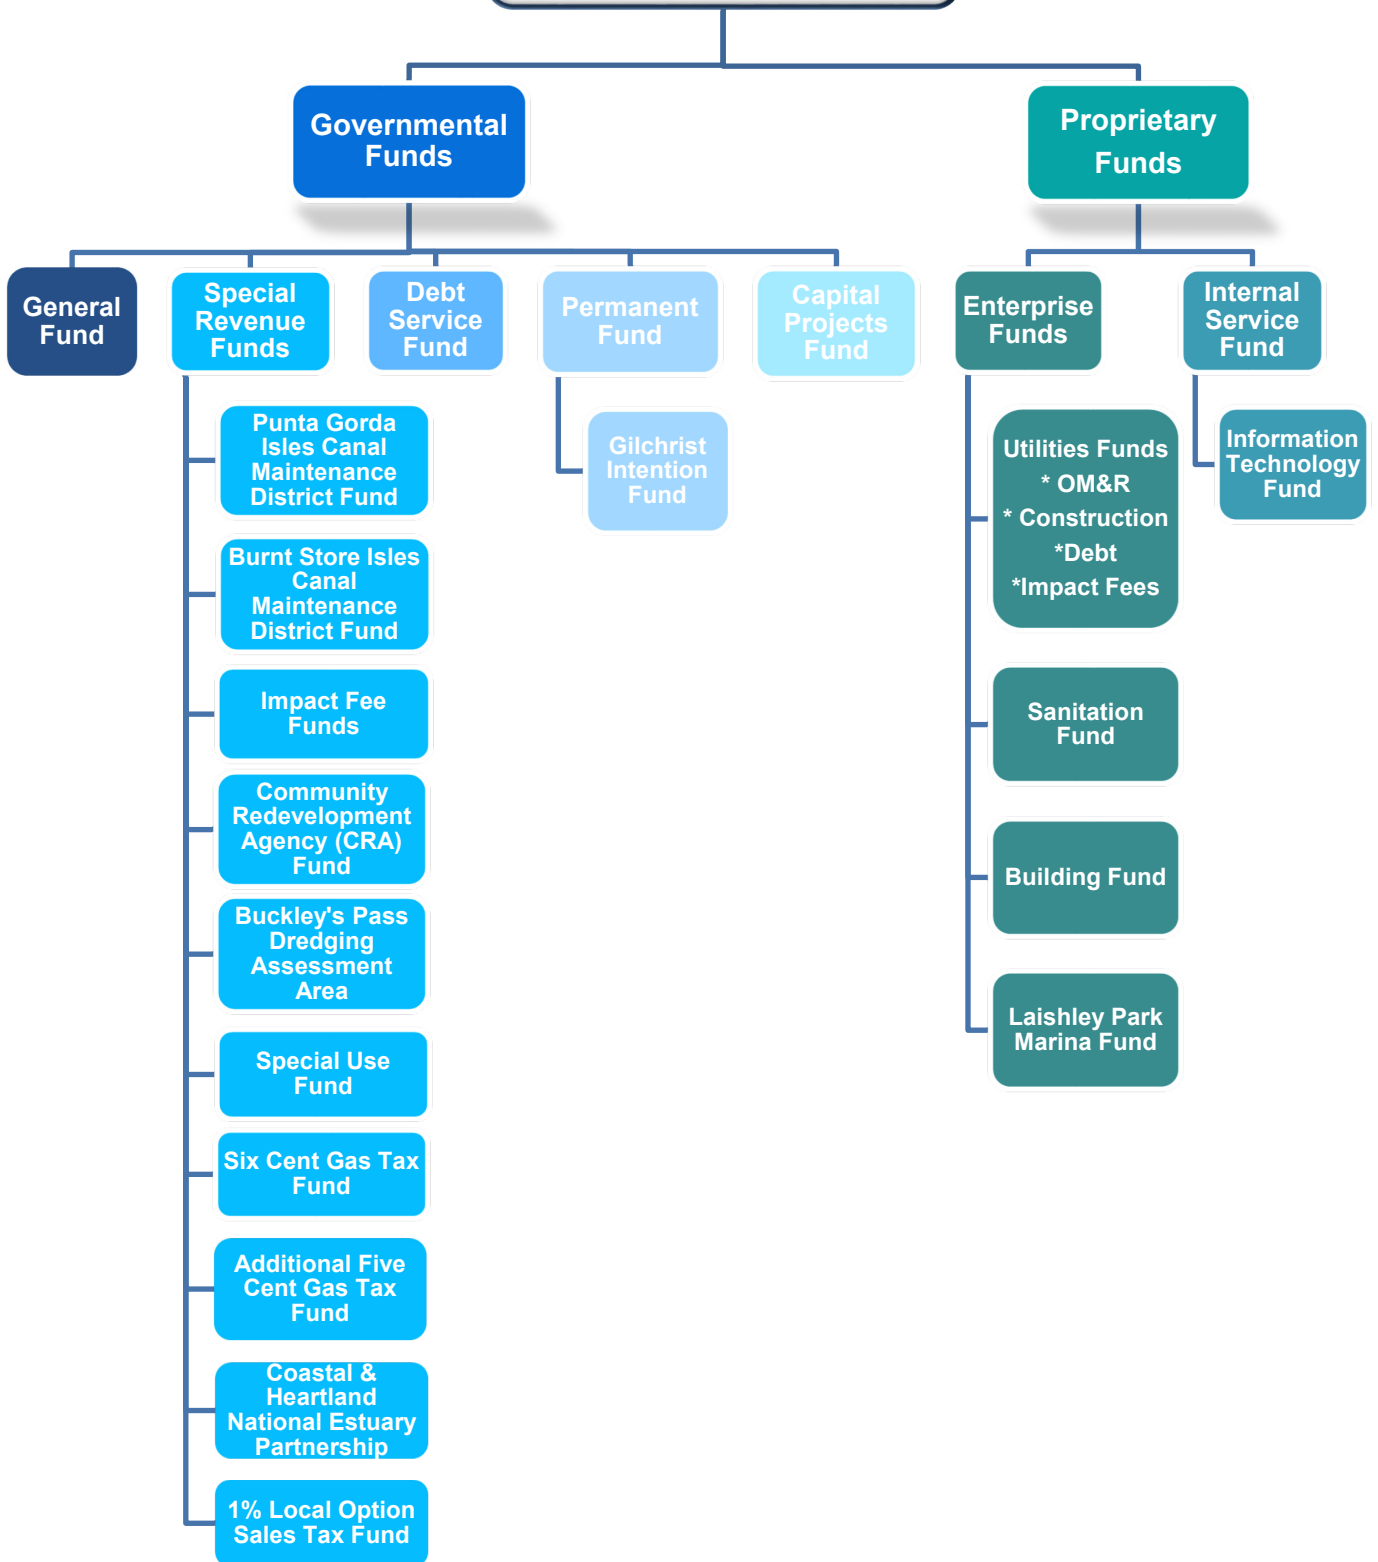 Governmental
Funds
Proprietary
Funds
General
Fund
Special
Revenue
Funds
Debt
Service
Fund
Permanent
Fund
Capital
Projects
Fund
Enterprise
Funds
Internal
Service
Fund
Punta Gorda
Isles Canal
Maintenance
District Fund
Burnt Store Isles
Canal
Maintenance
District Fund
Impact Fee
Funds
Community
Redevelopment
Agency (CRA)
Fund
Buckley's Pass
Dredging
Assessment
Area
Special Use
Fund
Six Cent Gas Tax
Fund
Additional Five
Cent Gas Tax
Fund
Coastal &
Heartland
National Estuary
Partnership
1% Local Option
Sales Tax Fund
Gilchrist
Intention
Fund
Utilities Funds
* OM&R
* Construction
*Debt
*Impact Fees
Sanitation
Fund
Building Fund
Laishley Park
Marina Fund
Information
Technology
Fund